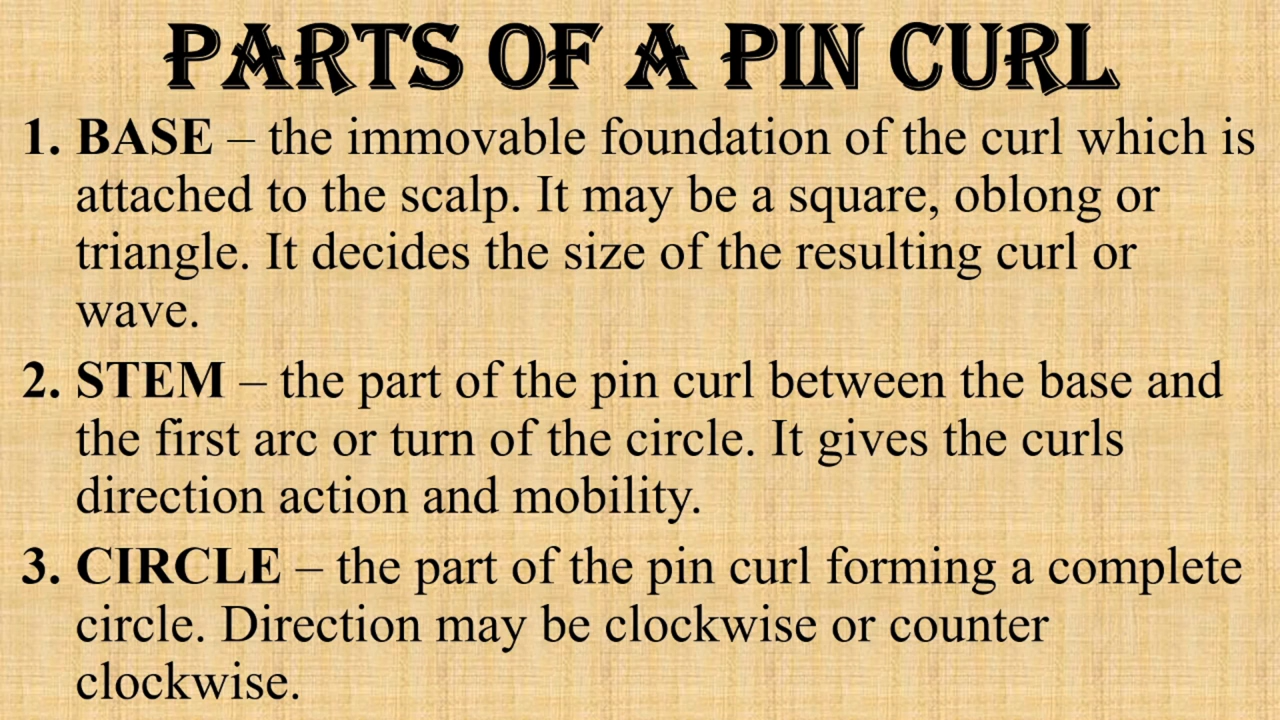 PARTS OF A PIN CURL
1. BASE – the immovable foundation of the curl which is
attached to the scalp. It may be a square, oblong or
triangle. It decides the size of the resulting curl or
wave.
2. STEM – the part of the pin curl between the base and
the first arc or turn of the circle. It gives the curls
direction action and mobility.
3. CIRCLE – the part of the pin curl forming a complete
circle. Direction may be clockwise or counter
clockwise.